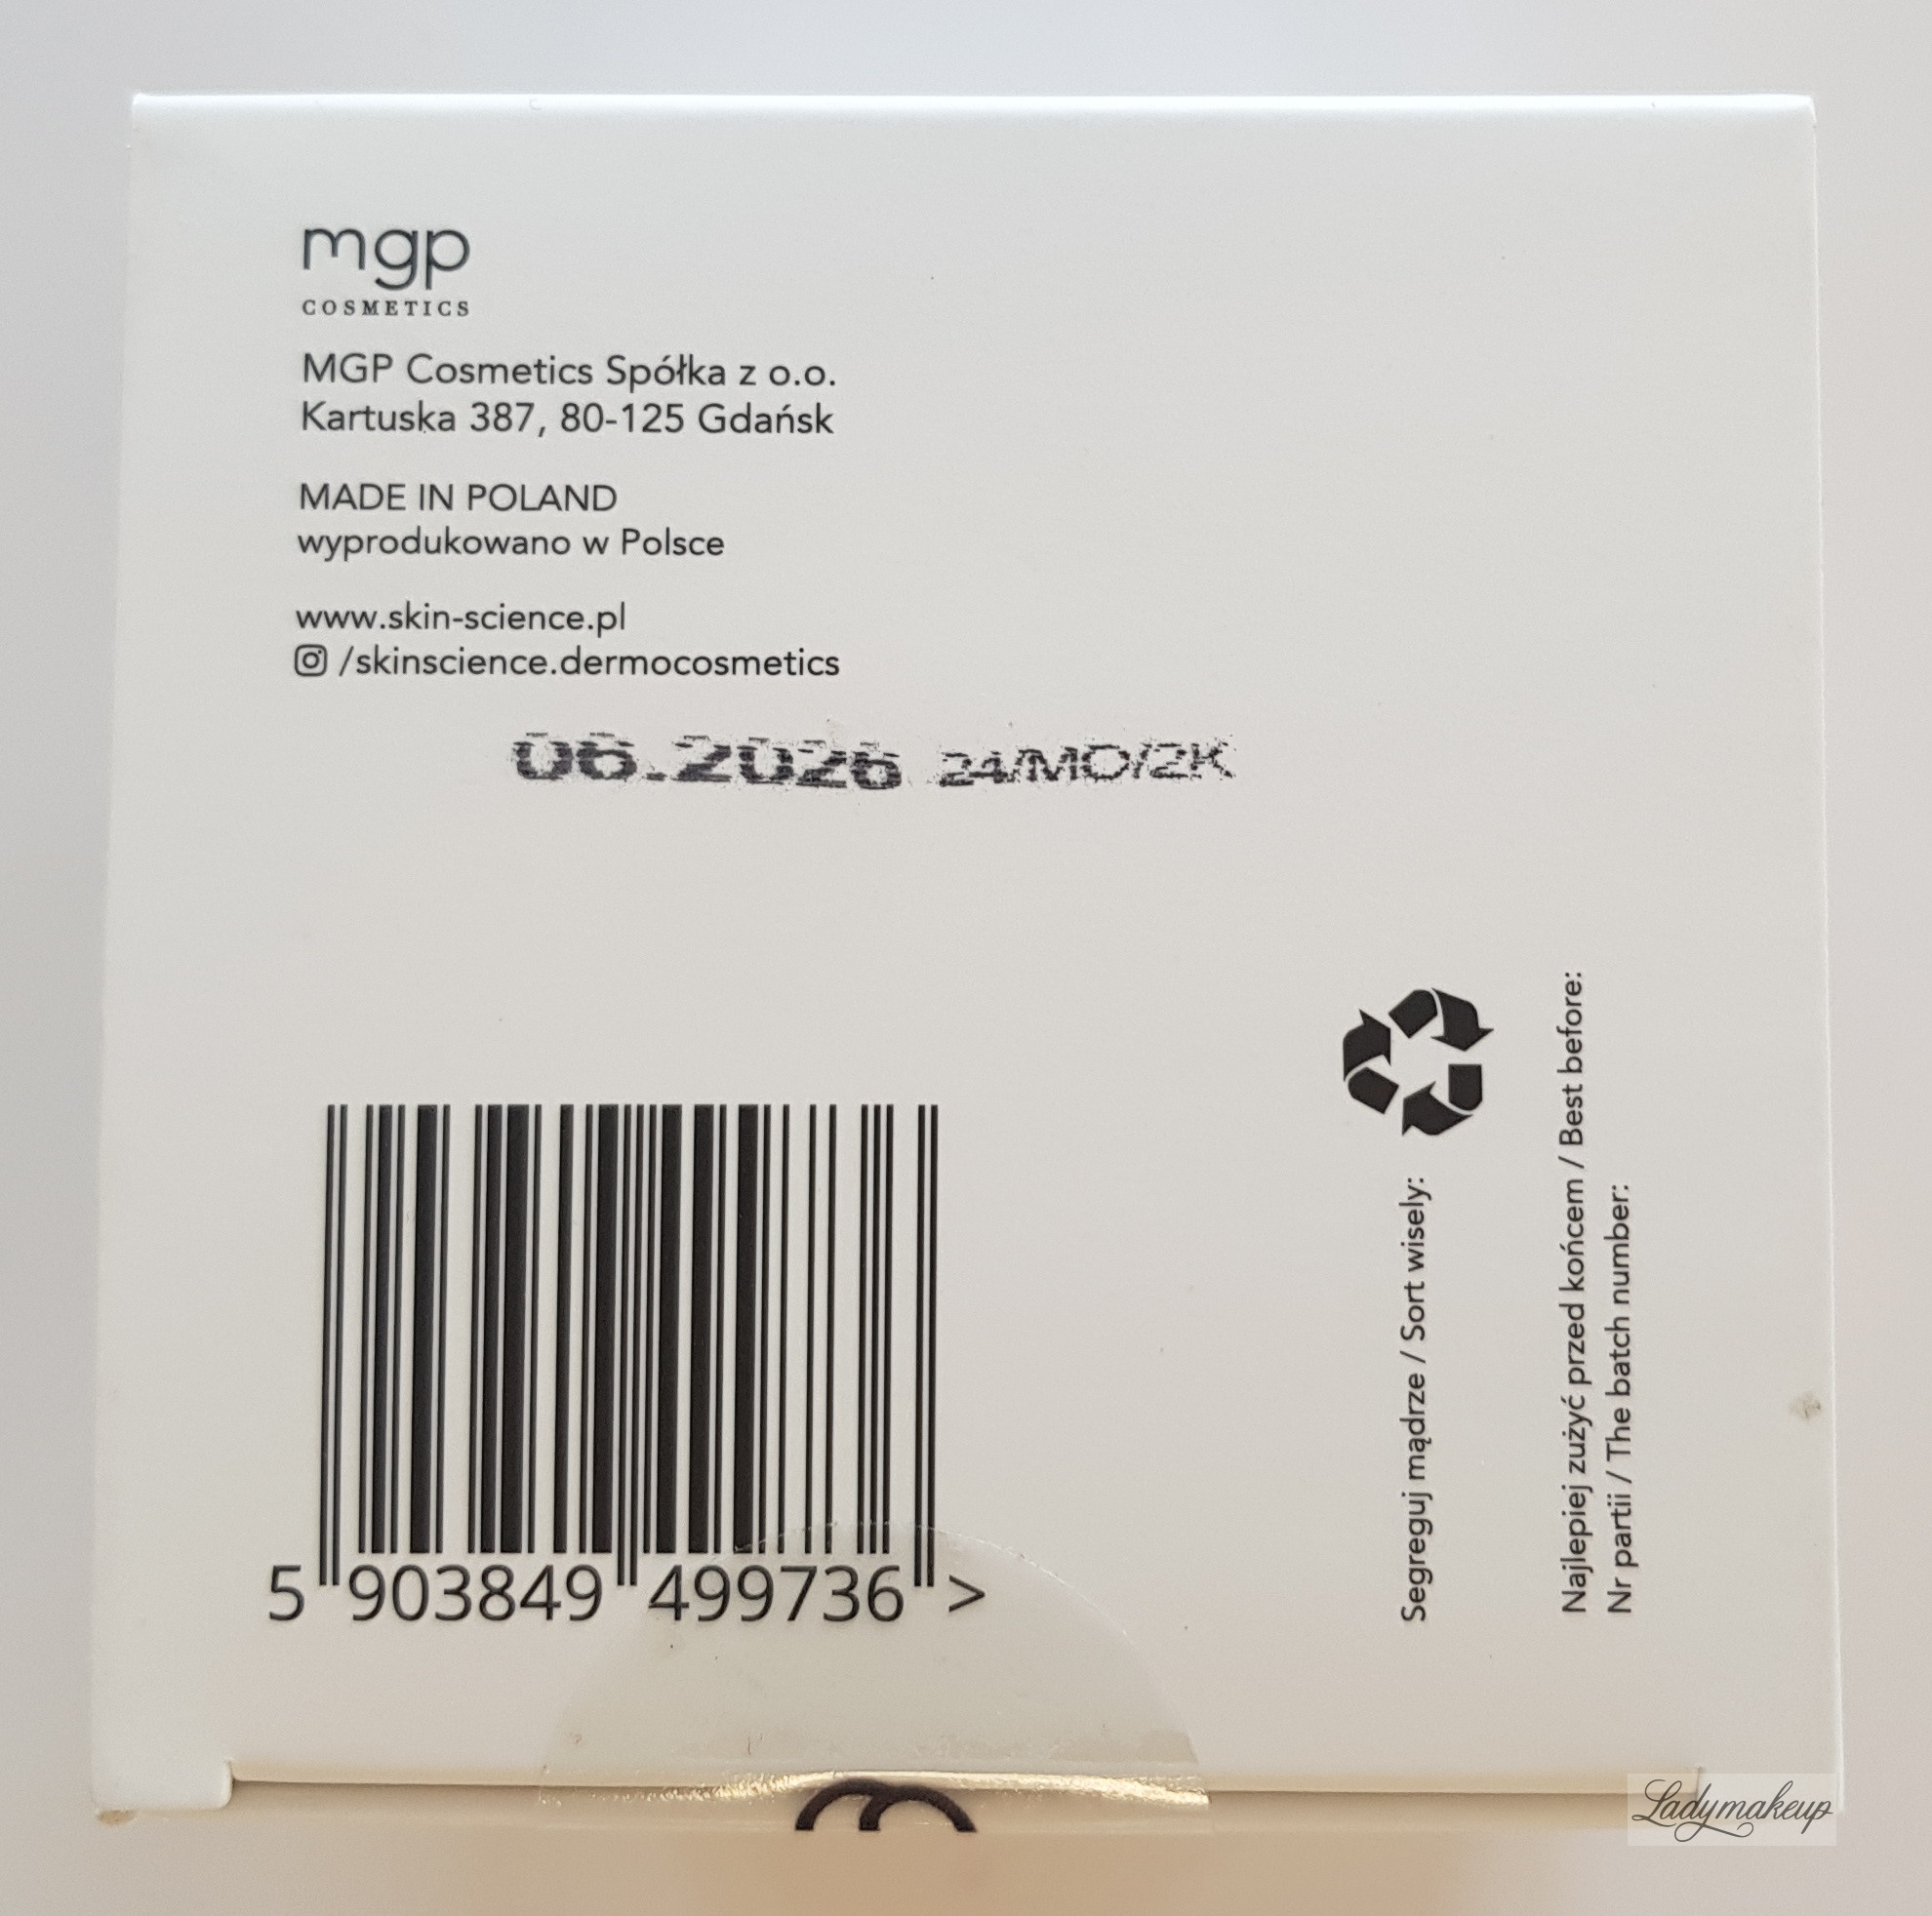 mgp
COSMETICS
MGP Cosmetics Spółka z o.o.
Kartuska 387, 80-125 Gdańsk
MADE IN POLAND
wyprodukowano w Polsce
www.skin-science.pl
/skinscience.dermocosmetics
06.2026 24/MO/2K
5 903849 499736 >
Segreguj mądrze / Sort wisely:
Najlepiej zużyć przed końcem / Best before:
Nr partii / The batch number:
Ladymakeup